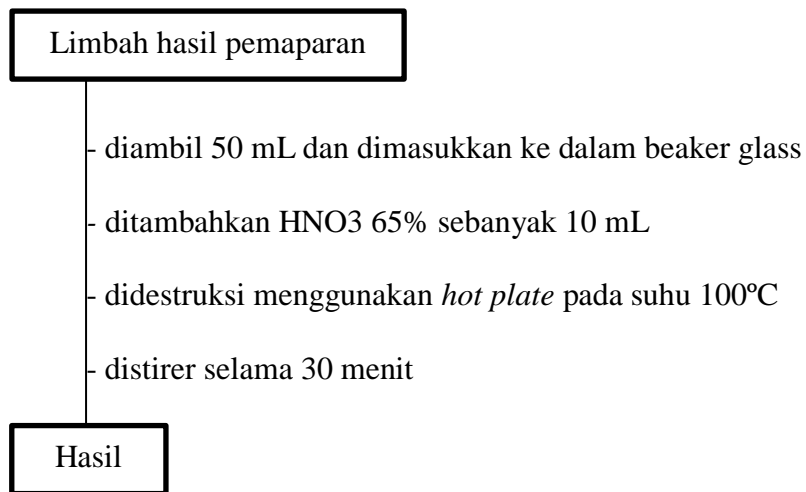 Limbah hasil pemaparan
- diambil 50 mL dan dimasukkan ke dalam beaker glass
- ditambahkan HNO3 65% sebanyak 10 mL
- didestruksi menggunakan hot plate pada suhu 100ºC
- distirer selama 30 menit
Hasil